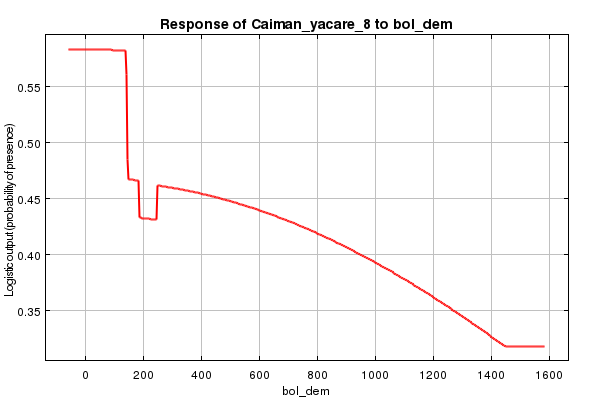 Response of Caiman_yacare_8 to bol_dem
Logistic output (probability of presence)
0.55
0.50
0.45
0.40
0.35
0 200 400 600 800 1000 1200 1400 1600
bol_dem